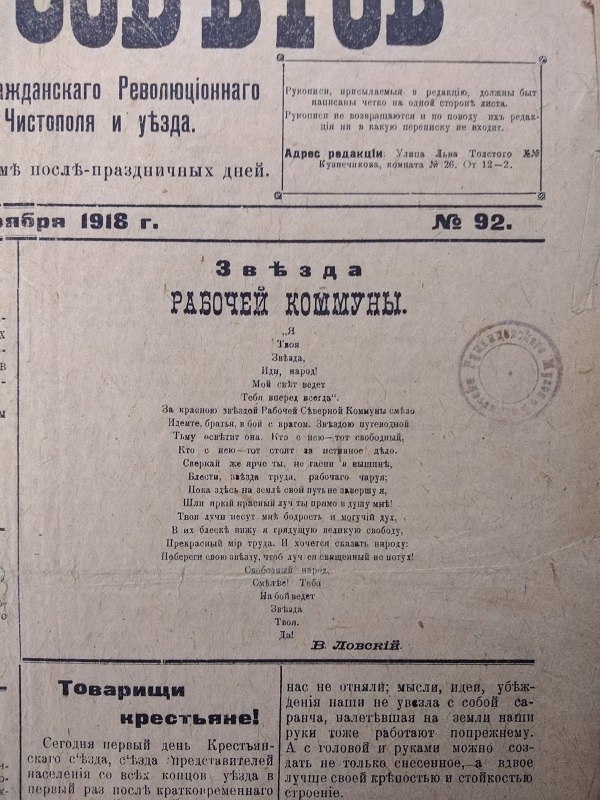 СОВѢТОВ
Революціоннаго
Чистополя и уѣзда.
послѣ-праздничных дней.
Рукописи, присылаемыя в редакцію, должны быт
написаны четко на одной сторонѣ листа.
Рукописи не возвращаются и по поводу ихъ редак-
ція ни в какую переписку не входит.
Адрес редакціи: Улица Льва Толстого №№
Кузнечикова, комната № 26. От 12—2.
1918 г.
№ 92.
Звѣзда
РАБОЧЕЙ КОММУНЫ.
„Я
Твоя
Звѣзда,
Иди, народ!
Мой свѣт ведет
Тебя вперед всегда".
За красною звѣздой Рабочей Сѣверной Коммуны смѣло
Идемте, братья, в бой с врагом. Звѣздою путеводной
Тьму освѣтит она. Кто с нею—тот свободный,
Кто с нею—тот стоит за истинное дѣло.
Сверкай же ярче ты, не гасни в вышинѣ,
Блести, звѣзда труда, рабочаго чаруя;
Пока здѣсь на землѣ свой путь не завершу я,
Шли яркій красный луч ты прямо в душу мнѣ!
Твои лучи несут мнѣ бодрость и могучій дух,
В их блескѣ вижу я грядущую великую свободу,
Прекрасный мір труда. И хочется сказать народу:
Побереги свою звѣзду, чтоб луч ея священный не потух!
Свободный народ,
Смѣлѣе! Тебя
На бой ведет
Звѣзда
Твоя.
Да!
В. Ловскій.
Товарищи
крестьяне!
Сегодня первый день Крестьян-
скаго с'ѣзда, с'ѣзда представителей
населенія со всѣх концов уѣзда в
первый раз послѣ кратковременнаго
нас не отняли; мысли, идеи, убѣж-
денія наши не увезла с собой са-
ранча, налетѣвшая на земли наши
руки тоже работают попрежнему.
А с головой и руками можно соз-
дать не только снесенное, а вдвое
лучше своей крѣпостью и стойкостью
строеніе.